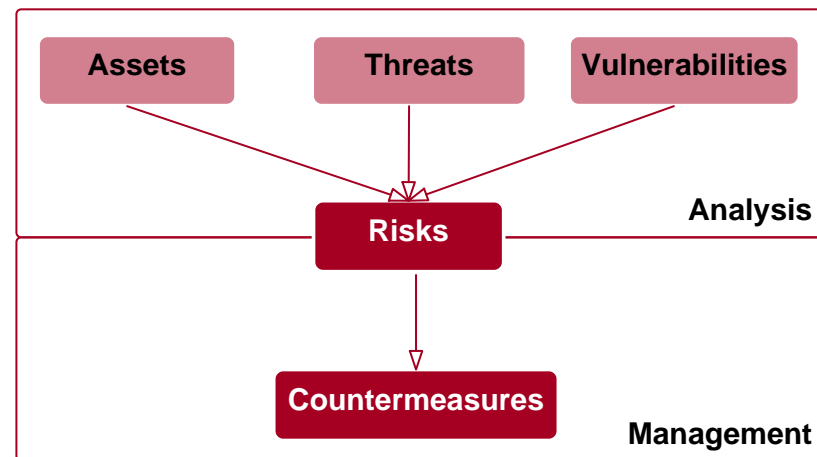 Assets
Threats
Vulnerabilities
Risks
Analysis
Countermeasures
Management